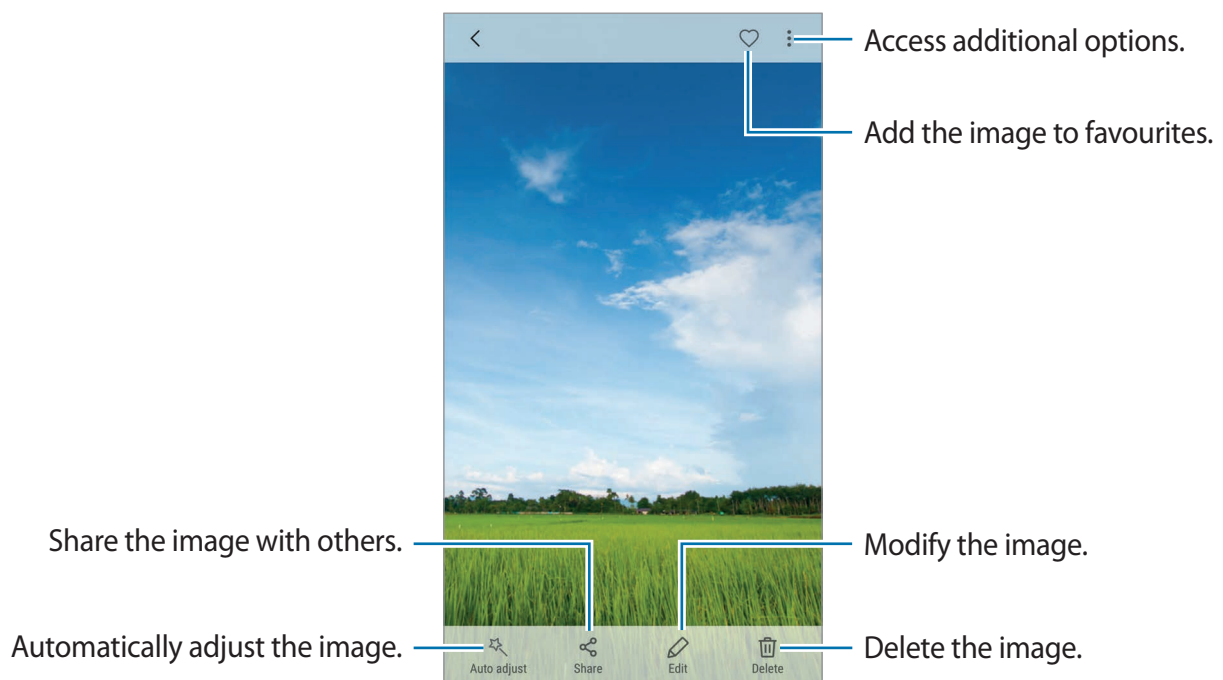 Access additional options.
Add the image to favourites.
Share the image with others.
Modify the image.
Automatically adjust the image.
Delete the image.
Auto adjust
Share
Edit
Delete